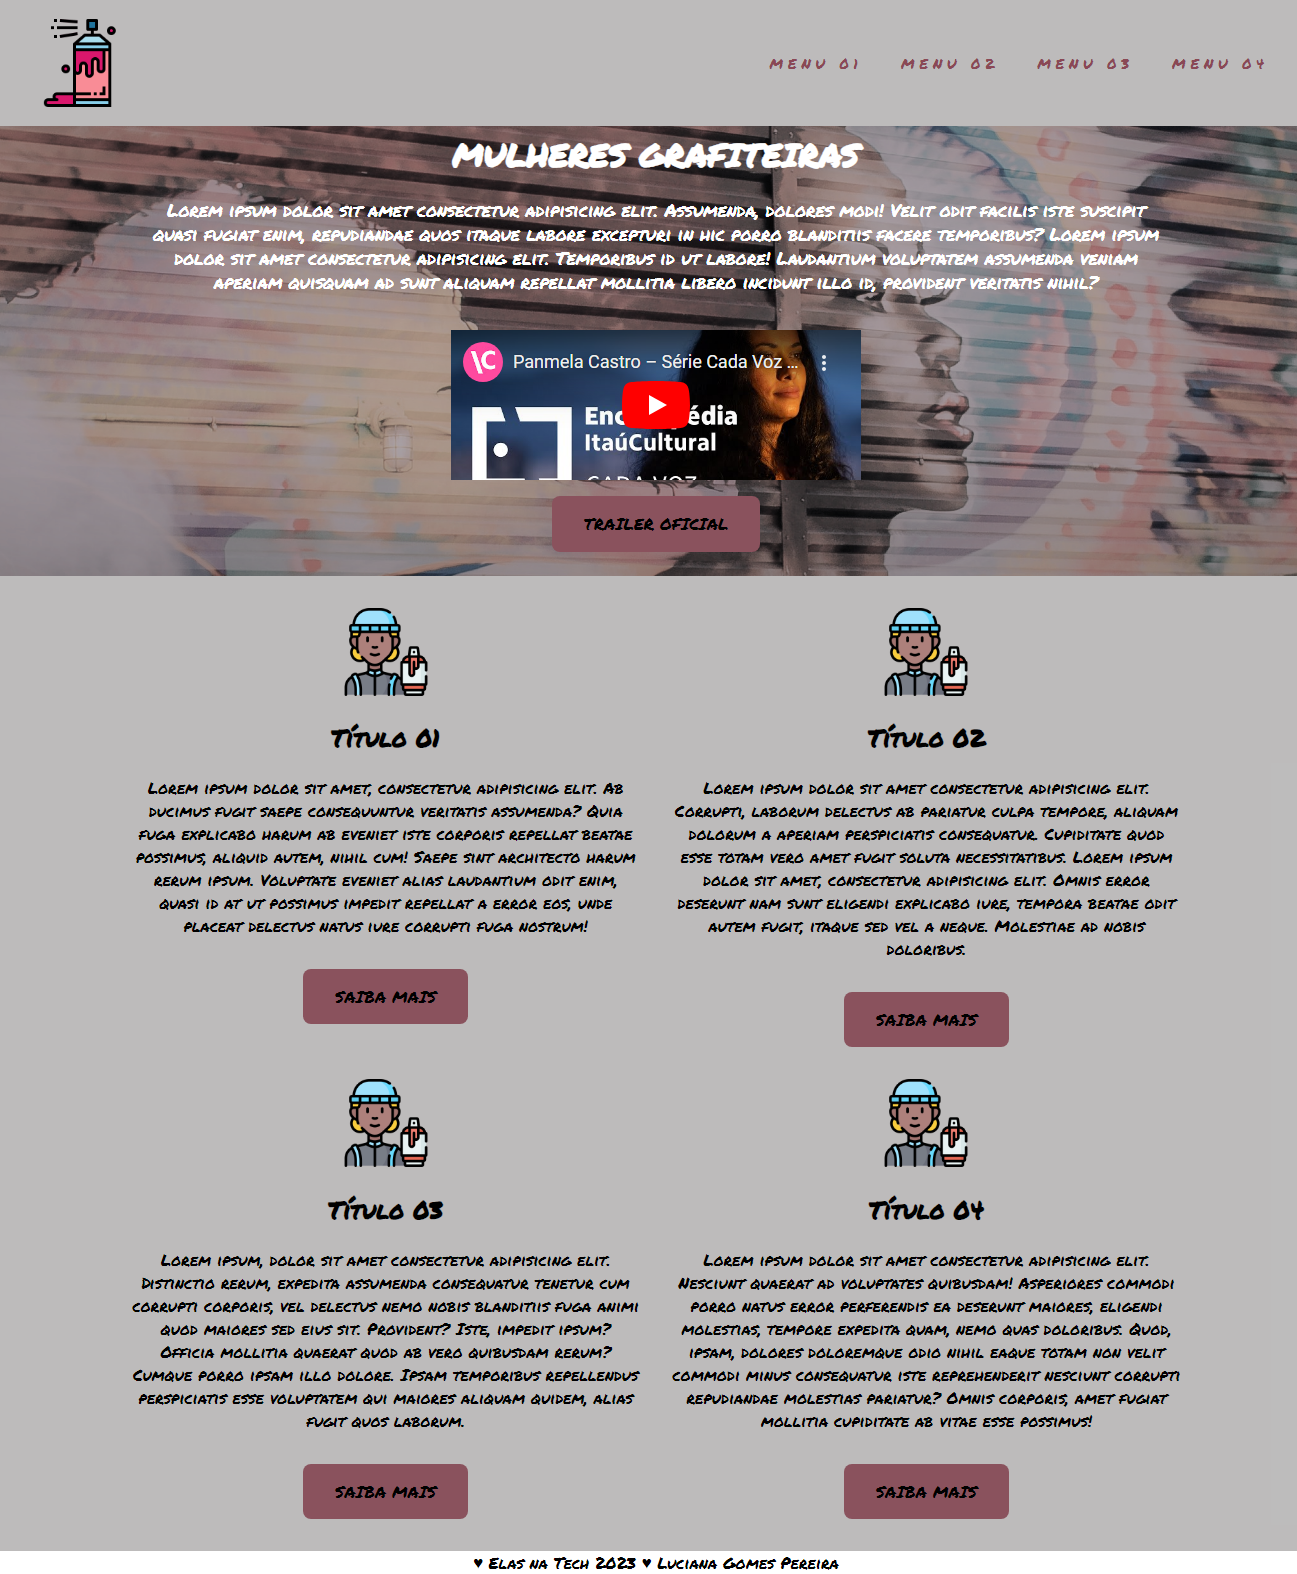 MENU 01 MENU 02 MENU 03 MENU 04
MULHERES GRAFITEIRAS
Lorem ipsum dolor sit amet consectetur adipisicing elit. Assumenda, dolores modi! Velit odit facilis iste suscipit
quasi fugiat enim, repudiandae quos itaque labore excepturi in hic porro blanditiis facere temporibus? Lorem ipsum
dolor sit amet consectetur adipisicing elit. Temporibus id ut labore! Laudantium voluptatem assumenda veniam
aperiam quisquam ad sunt aliquam repellat mollitia libero incidunt illo id, provident veritatis nihil?
Panmela Castro – Série Cada Voz ...
ItaúCultural
CADA VOZ
TRAILER OFICIAL
Título 01
Lorem ipsum dolor sit amet, consectetur adipisicing elit. Ab
ducimus fugit saepe consequuntur veritatis assumenda? Quia
fuga explicabo harum ab eveniet iste corporis repellat beatae
possimus, aliquid autem, nihil cum! Saepe sint architecto harum
rerum ipsum. Voluptate eveniet alias laudantium odit enim,
quasi id at ut possimus impedit repellat a error eos, unde
placeat delectus natus iure corrupti fuga nostrum!
SAIBA MAIS
Título 02
Lorem ipsum dolor sit amet consectetur adipisicing elit.
Corrupti, laborum delectus ab pariatur culpa tempore, aliquam
dolorum a aperiam perspiciatis consequatur. Cupiditate quod
esse totam vero amet fugit soluta necessitatibus. Lorem ipsum
dolor sit amet, consectetur adipisicing elit. Omnis error
deserunt nam sunt eligendi explicabo iure, tempora beatae odit
autem fugit, itaque sed vel a neque. Molestiae ad nobis
doloribus.
SAIBA MAIS
Título 03
Lorem ipsum, dolor sit amet consectetur adipisicing elit.
Distinctio rerum, expedita assumenda consequatur tenetur cum
corrupti corporis, vel delectus nemo nobis blanditiis fuga animi
quod maiores sed eius sit. Provident? Iste, impedit ipsum?
Officia mollitia quaerat quod ab vero quibusdam rerum?
Cumque porro ipsam illo dolore. Ipsam temporibus repellendus
perspiciatis esse voluptatem qui maiores aliquam quidem, alias
fugit quos laborum.
SAIBA MAIS
Título 04
Lorem ipsum dolor sit amet consectetur adipisicing elit.
Nesciunt quaerat ad voluptates quibusdam! Asperiores commodi
porro natus error perferendis ea deserunt maiores, eligendi
molestias, tempore expedita quam, nemo quas doloribus. Quod,
ipsam, dolores doloremque odio nihil eaque totam non velit
commodi minus consequatur iste reprehenderit nesciunt corrupti
repudiandae molestias pariatur? Omnis corporis, amet fugiat
mollitia cupiditate ab vitae esse possimus!
SAIBA MAIS
♥ Elas na Tech 2023 ♥ Luciana Gomes Pereira